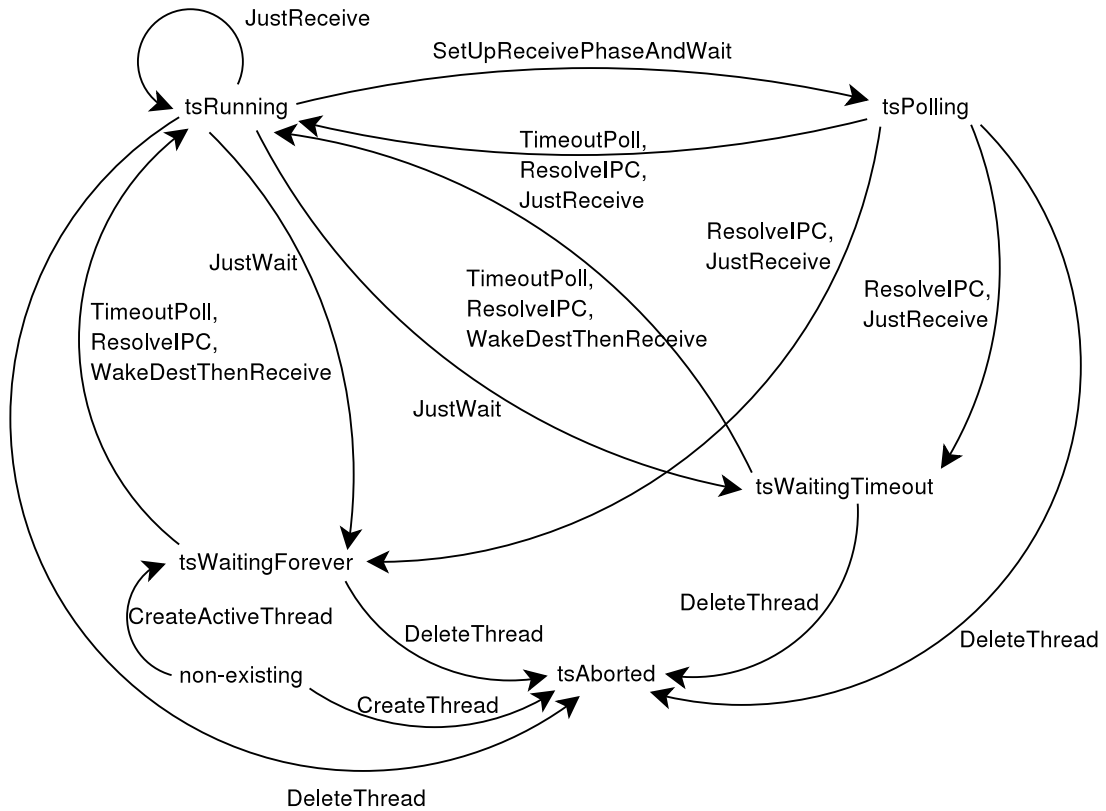 JustReceive
SetUpReceivePhaseAndWait
tsRunning
tsPolling
TimeoutPoll,
ResolveIPC,
JustReceive
ResolveIPC,
JustReceive
JustWait
TimeoutPoll,
ResolveIPC,
WakeDestThenReceive
ResolveIPC,
JustReceive
TimeoutPoll,
ResolveIPC,
WakeDestThenReceive
JustWait
tsWaitingTimeout
tsWaitingForever
CreateActiveThread
DeleteThread
DeleteThread
DeleteThread
non-existing
tsAborted
CreateThread
DeleteThread